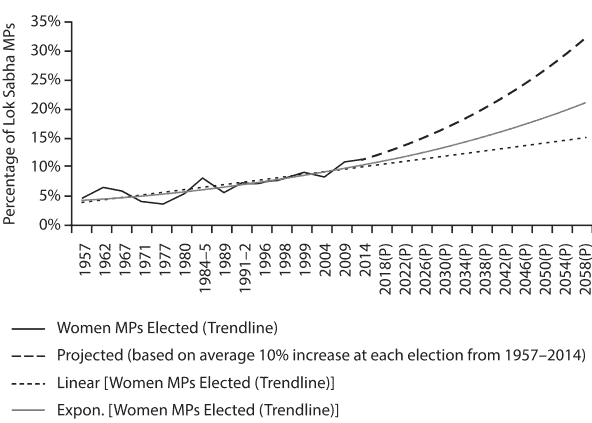 Percentage of Lok Sabha MPs
35%
30%
25%
20%
15%
10%
5%
0%
1957
1962
1967
1971
1977
1980
1984–5
1989
1991–2
1996
1998
1999
2004
2009
2014
2018(P)
2022(P)
2026(P)
2030(P)
2034(P)
2038(P)
2042(P)
2046(P)
2050(P)
2054(P)
2058(P)
Women MPs Elected (Trendline)
Projected (based on average 10% increase at each election from 1957–2014)
Linear [Women MPs Elected (Trendline)]
Expon. [Women MPs Elected (Trendline)]